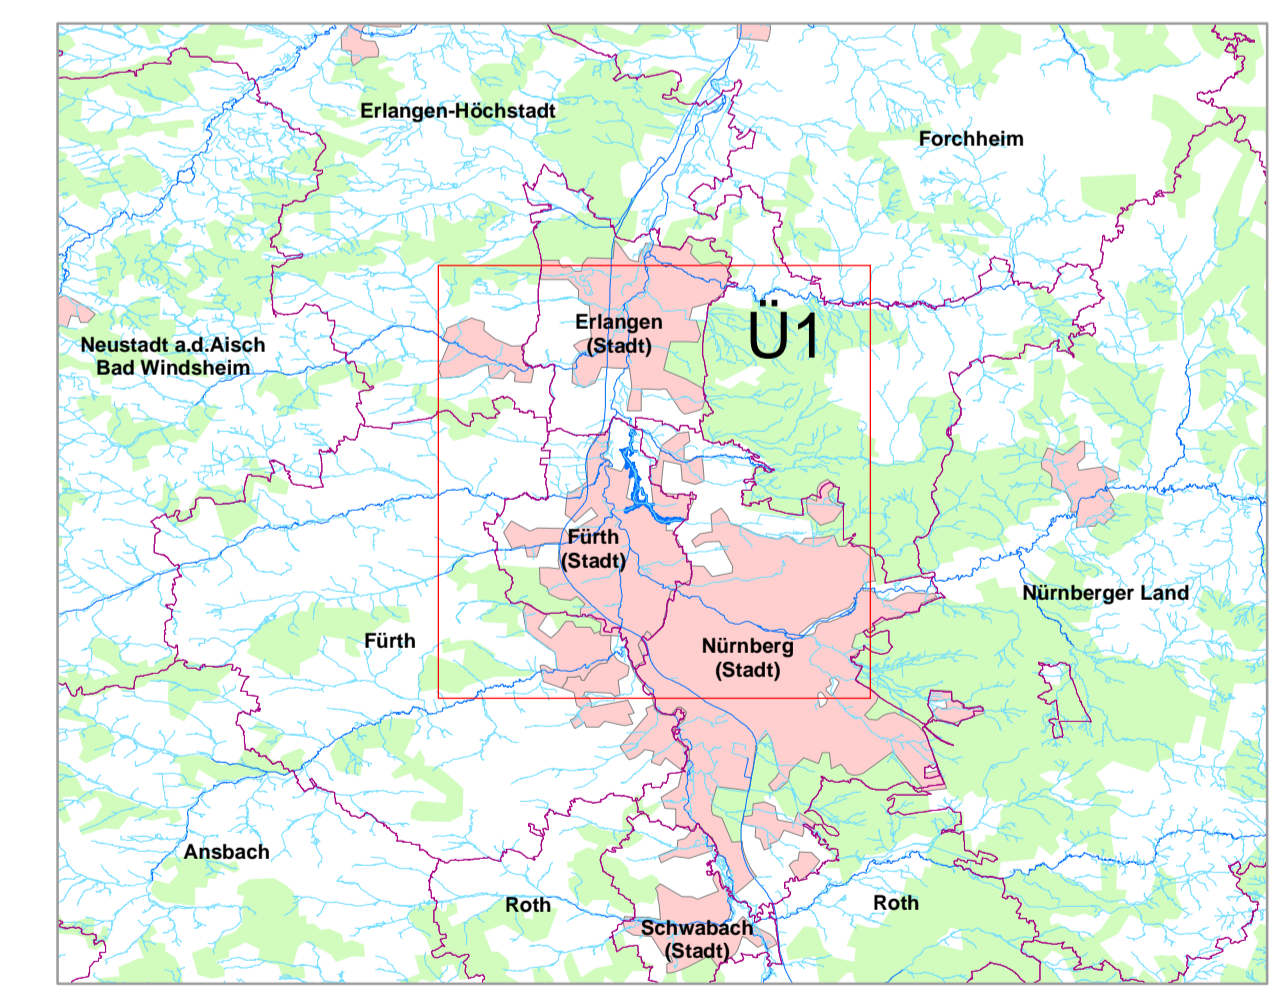 Erlangen-Höchstadt
Forchheim
Ü1
Erlangen
(Stadt)
Neustadt a.d.Aisch
Bad Windsheim
Fürth
(Stadt)
Nürnberger Land
Fürth
Nürnberg
(Stadt)
Ansbach
Roth
Roth
Schwabach
(Stadt)